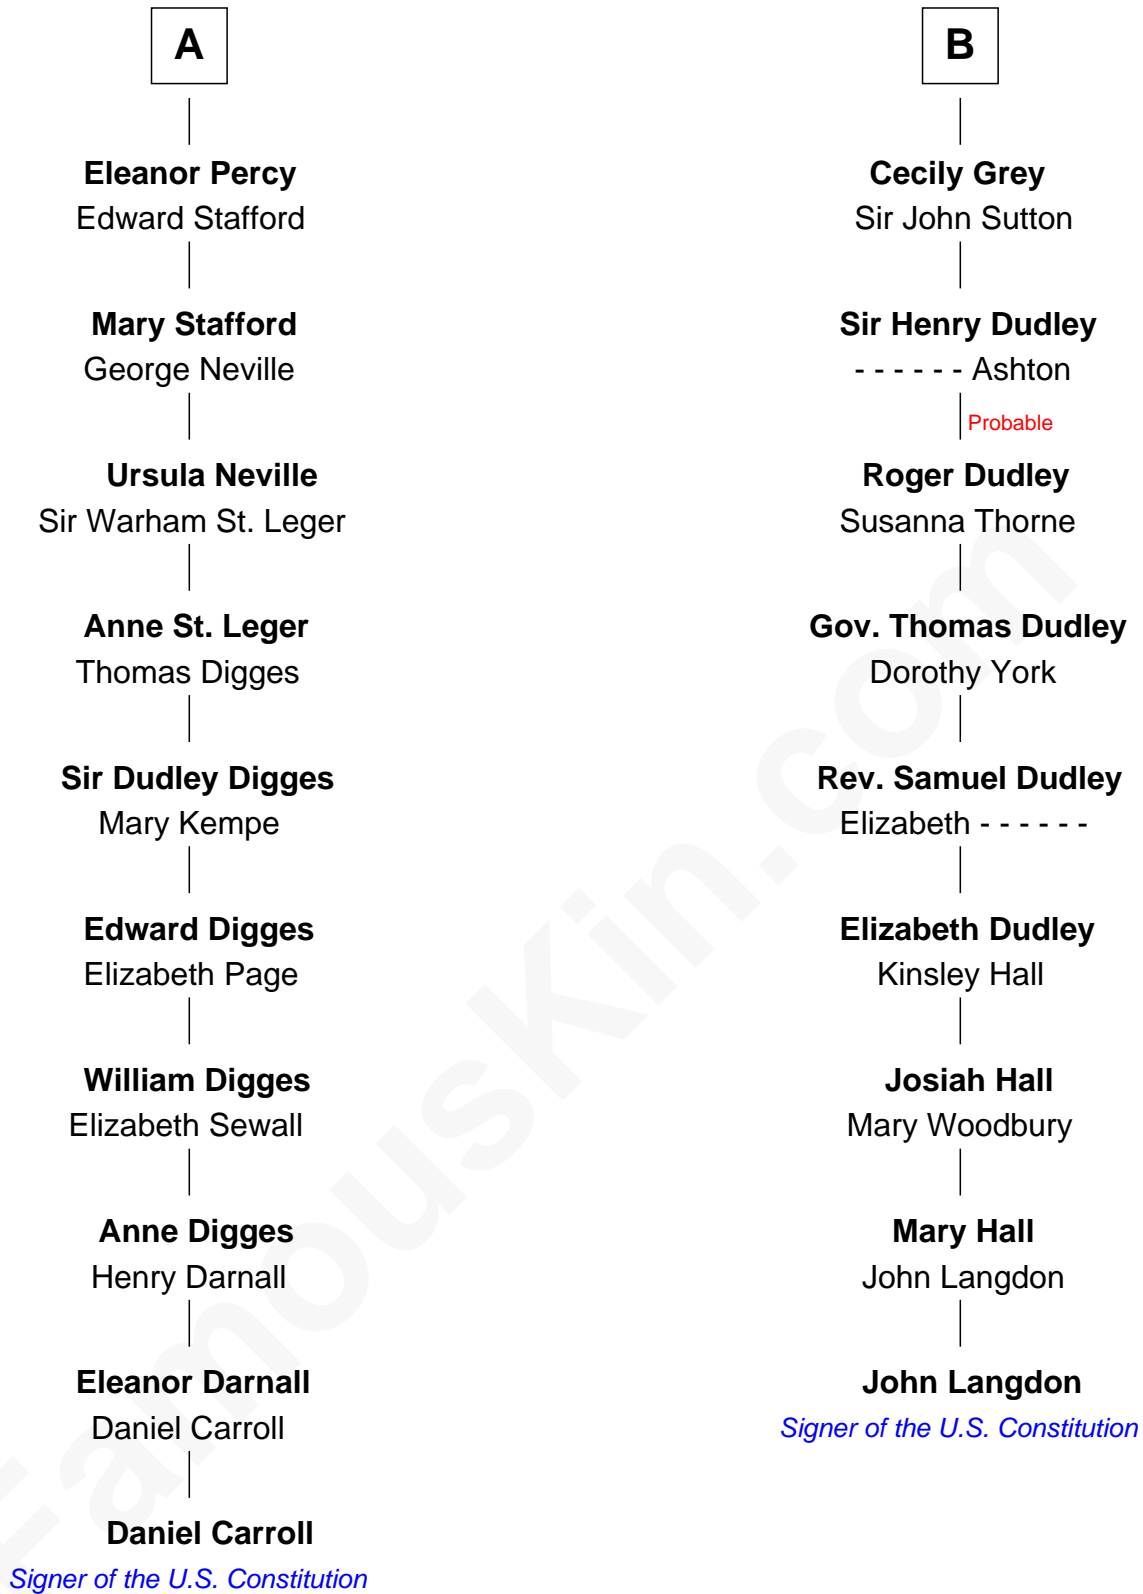 A
Eleanor Percy
Edward Stafford
Mary Stafford
George Neville
Ursula Neville
Sir Warham St. Leger
Anne St. Leger
Thomas Digges
Sir Dudley Digges
Mary Kempe
Edward Digges
Elizabeth Page
William Digges
Elizabeth Sewall
Anne Digges
Henry Darnall
Eleanor Darnall
Daniel Carroll
Daniel Carroll
Signer of the U.S. Constitution
B
Cecily Grey
Sir John Sutton
Sir Henry Dudley
- - - - - - Ashton
Probable
Roger Dudley
Susanna Thorne
Gov. Thomas Dudley
Dorothy York
Rev. Samuel Dudley
Elizabeth - - - - - -
Elizabeth Dudley
Kinsley Hall
Josiah Hall
Mary Woodbury
Mary Hall
John Langdon
John Langdon
Signer of the U.S. Constitution
FamousKin.com